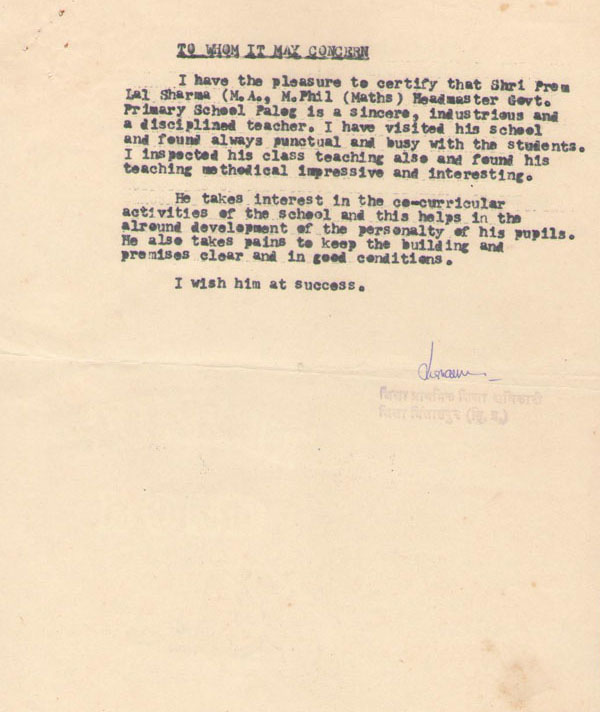 TO WHOM IT MAY CONCERN
I have the pleasure to certify that Shri Prem
Lal Sharma (M.A., M.Phil (Maths) Headmaster Govt.
Primary School Paleg is a sincere, industrious and
a disciplined teacher. I have visited his school
and found always punctual and busy with the students.
I inspected his class teaching also and found his
teaching methodical impressive and interesting.
He takes interest in the co-curricular
activities of the school and this helps in the
alround development of the personalty of his pupils.
He also takes pains to keep the building and
premises clear and in good conditions.
I wish him at success.
जिला प्राथमिक शिक्षा अधिकारी
जिला (हि. प्र.)